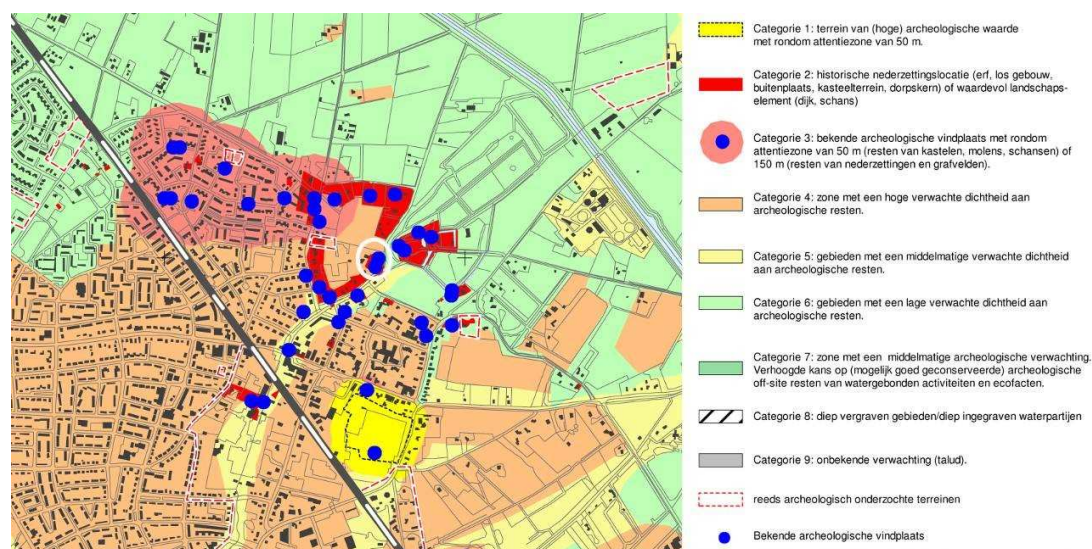 Categorie 1: terrein van (hoge) archeologische waarde
met rondom attentiezone van 50 m.
Categorie 2: historische nederzettingslocatie (erf, los gebouw,
buitenplaats, kasteelterrein, dorpskern) of waardevol landschaps-
element (dijk, schans)
Categorie 3: bekende archeologische vindplaats met rondom
attentiezone van 50 m (resten van kastelen, molens, schansen) of
150 m (resten van nederzettingen en grafvelden).
Categorie 4: zone met een hoge verwachte dichtheid aan
archeologische resten.
Categorie 5: gebieden met een middelmatige verwachte dichtheid
aan archeologische resten.
Categorie 6: gebieden met een lage verwachte dichtheid aan
archeologische resten.
Categorie 7: zone met een middelmatige archeologische verwachting.
Verhoogde kans op (mogelijk goed geconserveerde) archeologische
off-site resten van watergebonden activiteiten en ecofacten.
Categorie 8: diep vergraven gebieden/diep ingegraven waterpartijen
Categorie 9: onbekende verwachting (talud).
reeds archeologisch onderzochte terreinen
Bekende archeologische vindplaats